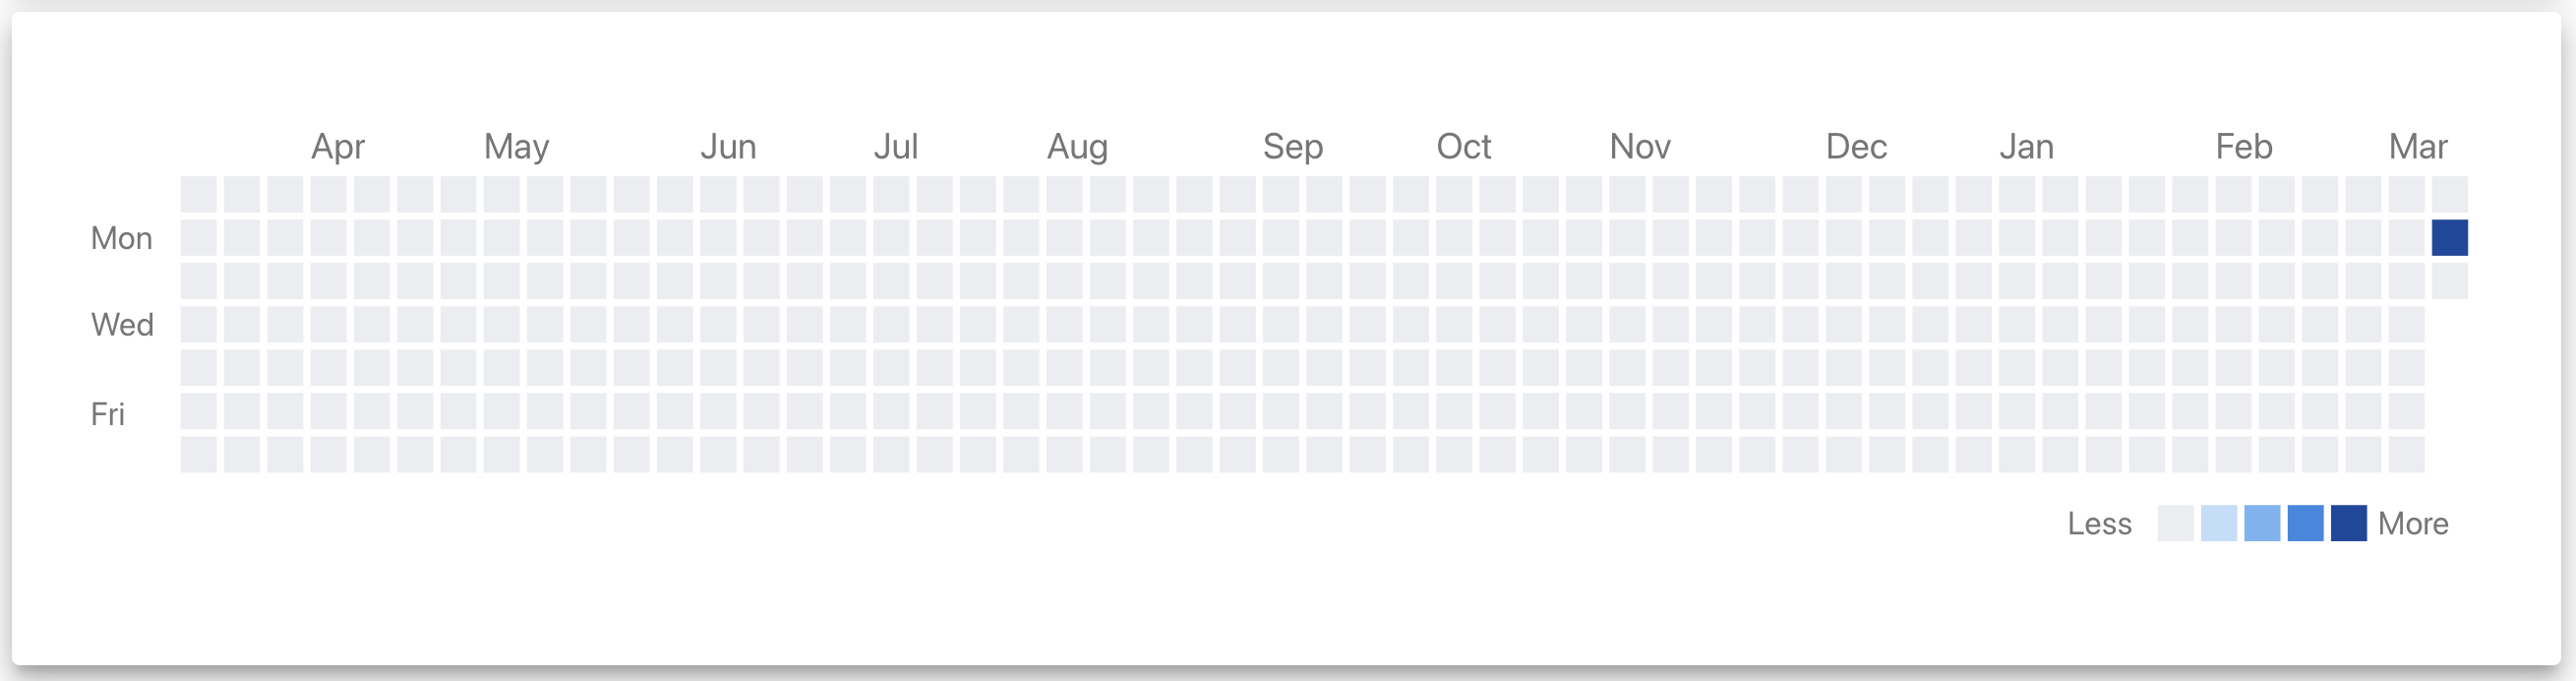 Apr May Jun Jul Aug Sep Oct Nov Dec Jan Feb Mar
Mon
Wed
Fri
Less More